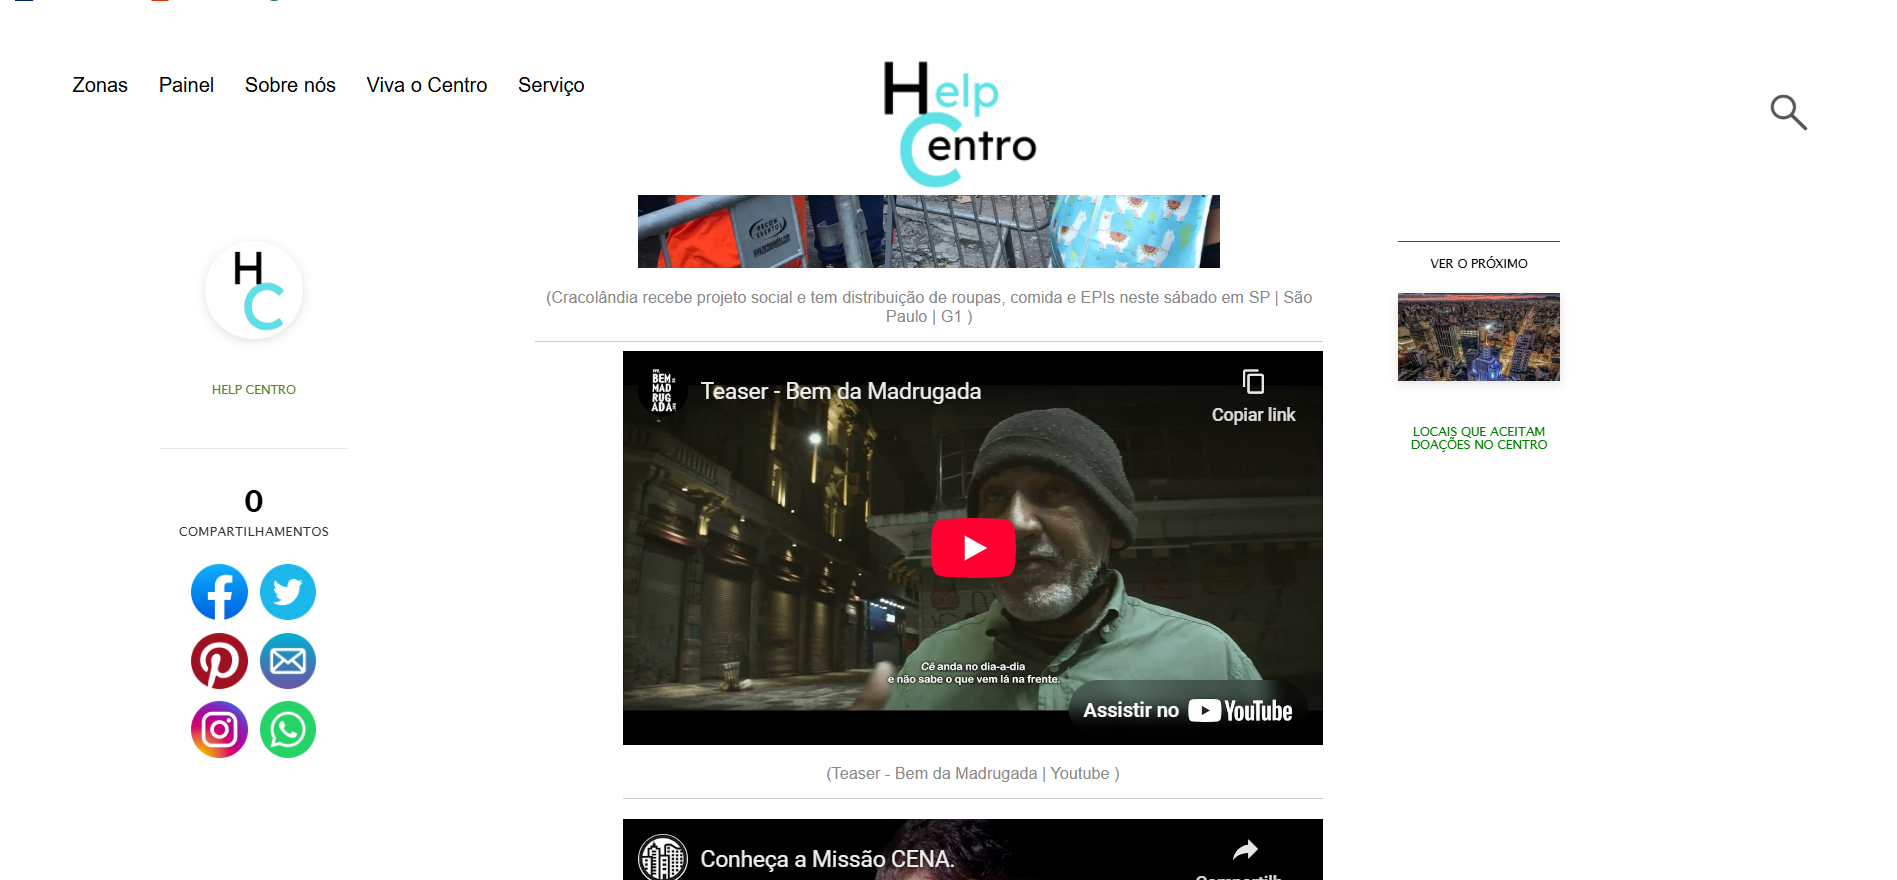 Zonas Painel Sobre nós Viva o Centro Serviço
Help
Centro
RECON
EVENTOS
HC
HELP CENTRO
0
COMPARTILHAMENTOS
(Cracolândia recebe projeto social e tem distribuição de roupas, comida e EPIs neste sábado em SP | São
Paulo | G1 )
BEM
DA
MAD
RUG
ADA
Teaser - Bem da Madrugada
Copiar link
Cê anda no dia-a-dia
e não sabe o que vem lá na frente.
Assistir no YouTube
(Teaser - Bem da Madrugada | Youtube )
Conheça a Missão CENA.
VER O PRÓXIMO
LOCAIS QUE ACEITAM
DOAÇÕES NO CENTRO